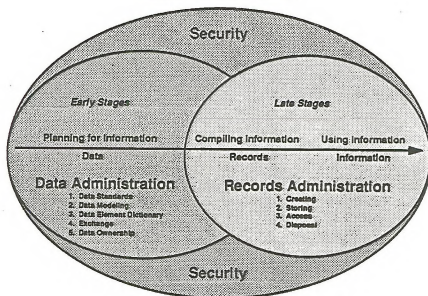 Security
Early Stages
Late Stages
Planning for Information
Compiling Information
Using Information
Data
Records
Information
Data Administration
1. Data Standards
2. Data Modeling
3. Data Element Dictionary
4. Exchange
5. Data Ownership
Records Administration
1. Creating
2. Storing
3. Access
4. Disposal
Security